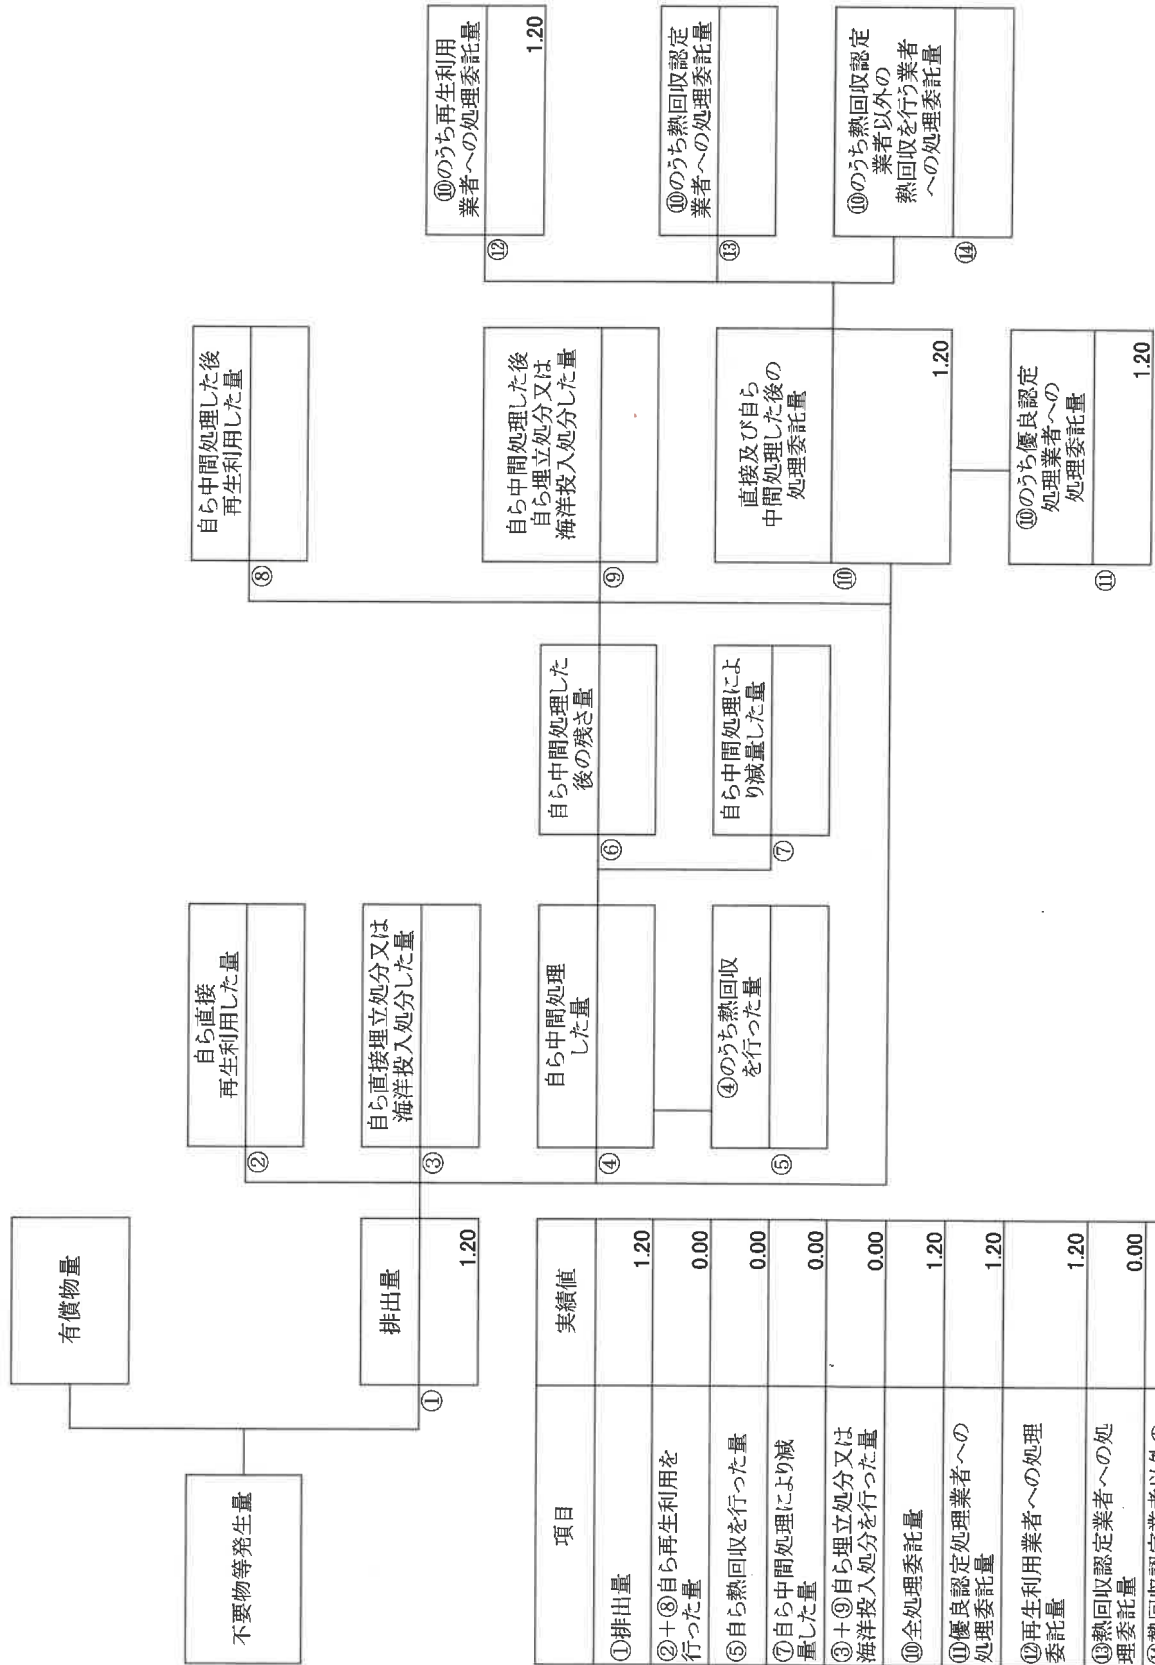 不要物等発生量
有償物量
①
排出量
1.20
②
自ら直接
再生利用した量
③
自ら直接埋立処分又は
海洋投入処分した量
④
自ら中間処理
した量
⑤
④のうち熱回収
を行った量
⑥
自ら中間処理した
後の残さ量
⑦
自ら中間処理によ
り減量した量
⑧
自ら中間処理した後
再生利用した量
⑨
自ら中間処理した後
自ら埋立処分又は
海洋投入処分した量
⑩
直接及び自ら
中間処理した後の
処理委託量
1.20
⑪
⑩のうち優良認定
処理業者への
処理委託量
1.20
⑫
⑩のうち再生利用
業者への処理委託量
1.20
⑬
⑩のうち熱回収認定
業者への処理委託量
⑭
⑩のうち熱回収認定
業者以外の
熱回収を行う業者
への処理委託量
項目 実績値
①排出量 1.20
②+⑧自ら再生利用を
行った量 0.00
⑤自ら熱回収を行った量 0.00
⑦自ら中間処理により減
量した量 0.00
③+⑨自ら埋立処分又は
海洋投入処分を行った量 0.00
⑩全処理委託量 1.20
⑪優良認定処理業者への
処理委託量 1.20
⑫再生利用業者への処理
委託量 1.20
⑬熱回収認定業者への処
理委託量 0.00